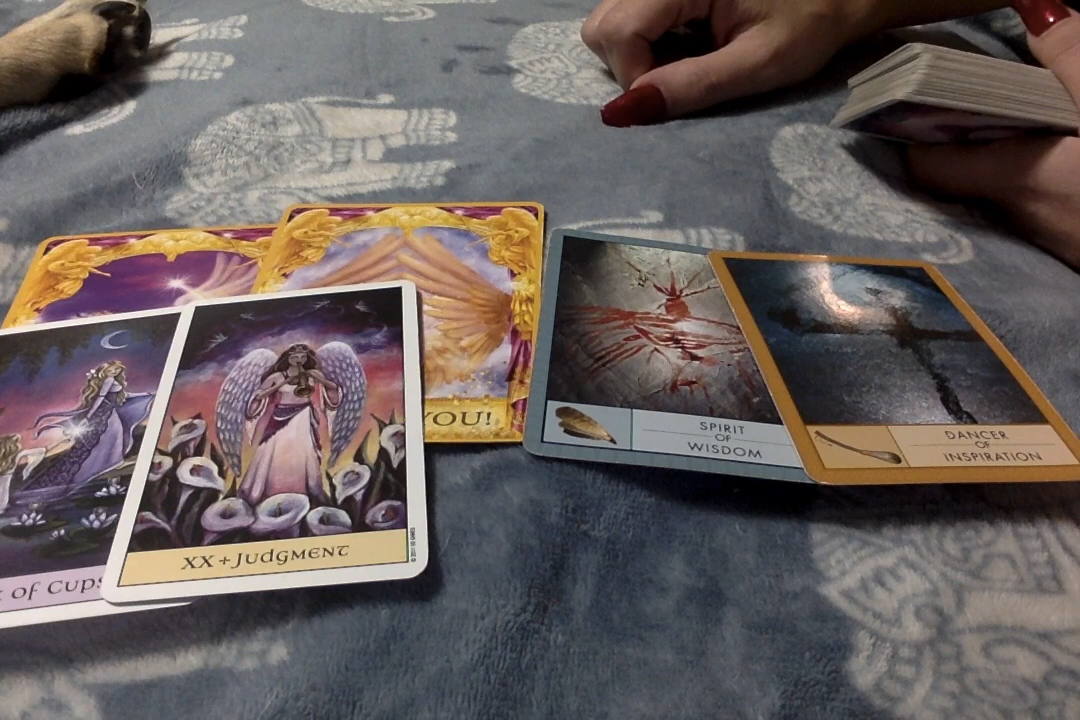 YOU!
SPIRIT
OF
WISDOM
DANCER
OF
INSPIRATION
XX + JUDGMENT
OF CUPS